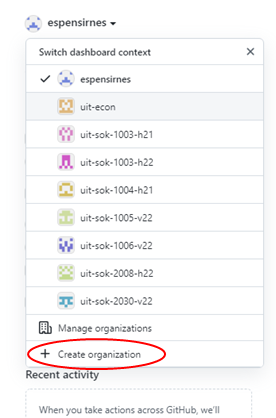 espensirnes
Switch dashboard context
espensirnes
uit-econ
uit-sok-1003-h21
uit-sok-1003-h22
uit-sok-1004-h21
uit-sok-1005-v22
uit-sok-1006-v22
uit-sok-2008-h22
uit-sok-2030-v22
Manage organizations
Create organization
Recent activity
When you take actions across GitHub, we'll